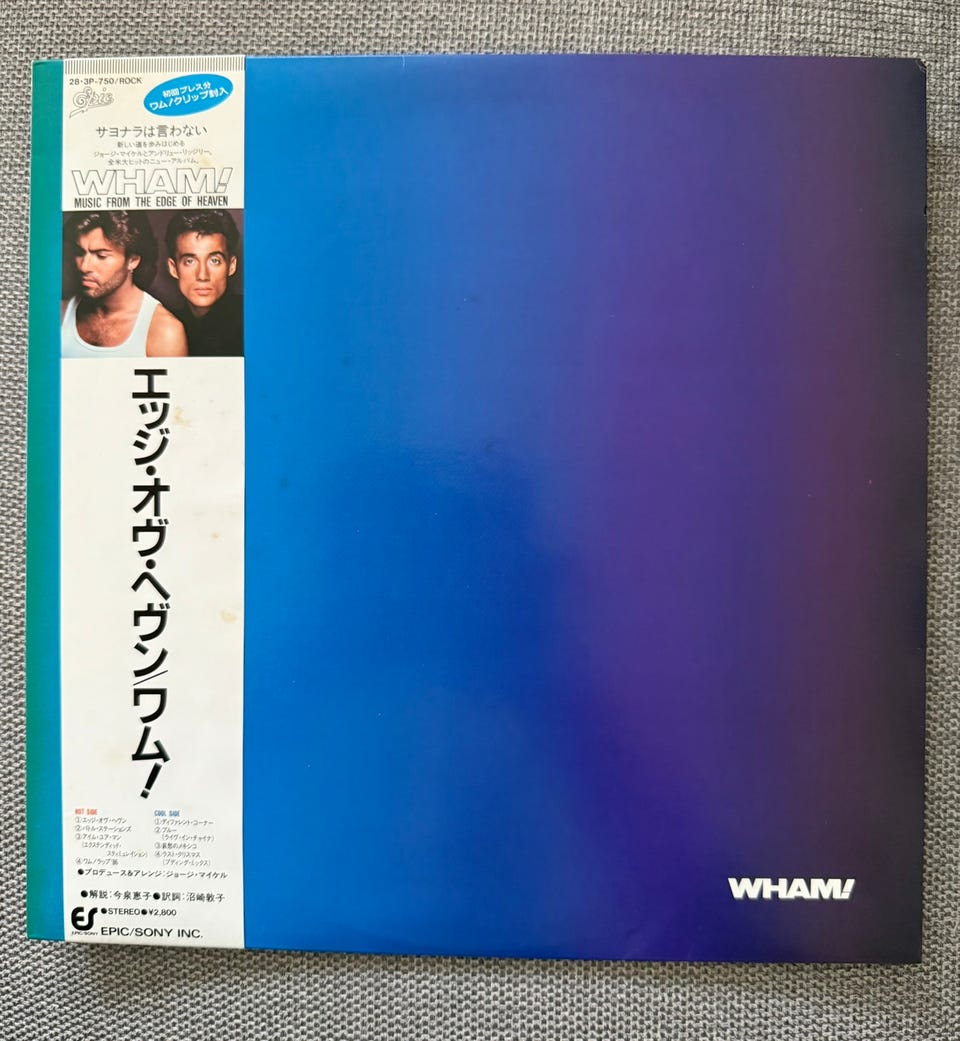 28・3P-750/ROCK
Epic
初回プレス分
ワム!クリップ封入
サヨナラは言わない
新しい道を歩みはじめる
ジョージ・マイケルとアンドリュー・リッジリー。
全米大ヒットのニュー・アルバム。
WHAM!
MUSIC FROM THE EDGE OF HEAVEN
エッジ・オヴ・ヘヴン/ワム!
HOT SIDE
①エッジ・オヴ・ヘヴン
②バトル・ステーションズ
③アイム・ユア・マン
(エクステンディッド・
スティミュレイション)
④ワム!ラップ'86
COOL SIDE
①ディファレント・コーナー
②ブルー
(ライヴ・イン・チャイナ)
③哀愁のメキシコ
④ラスト・クリスマス
(プディング・ミックス)
●プロデュース&アレンジ:ジョージ・マイケル
●解説:今泉恵子●訳詞:沼崎敦子
●STEREO●¥2,800
ES
EPIC/SONY
EPIC/SONY INC.
WHAM!